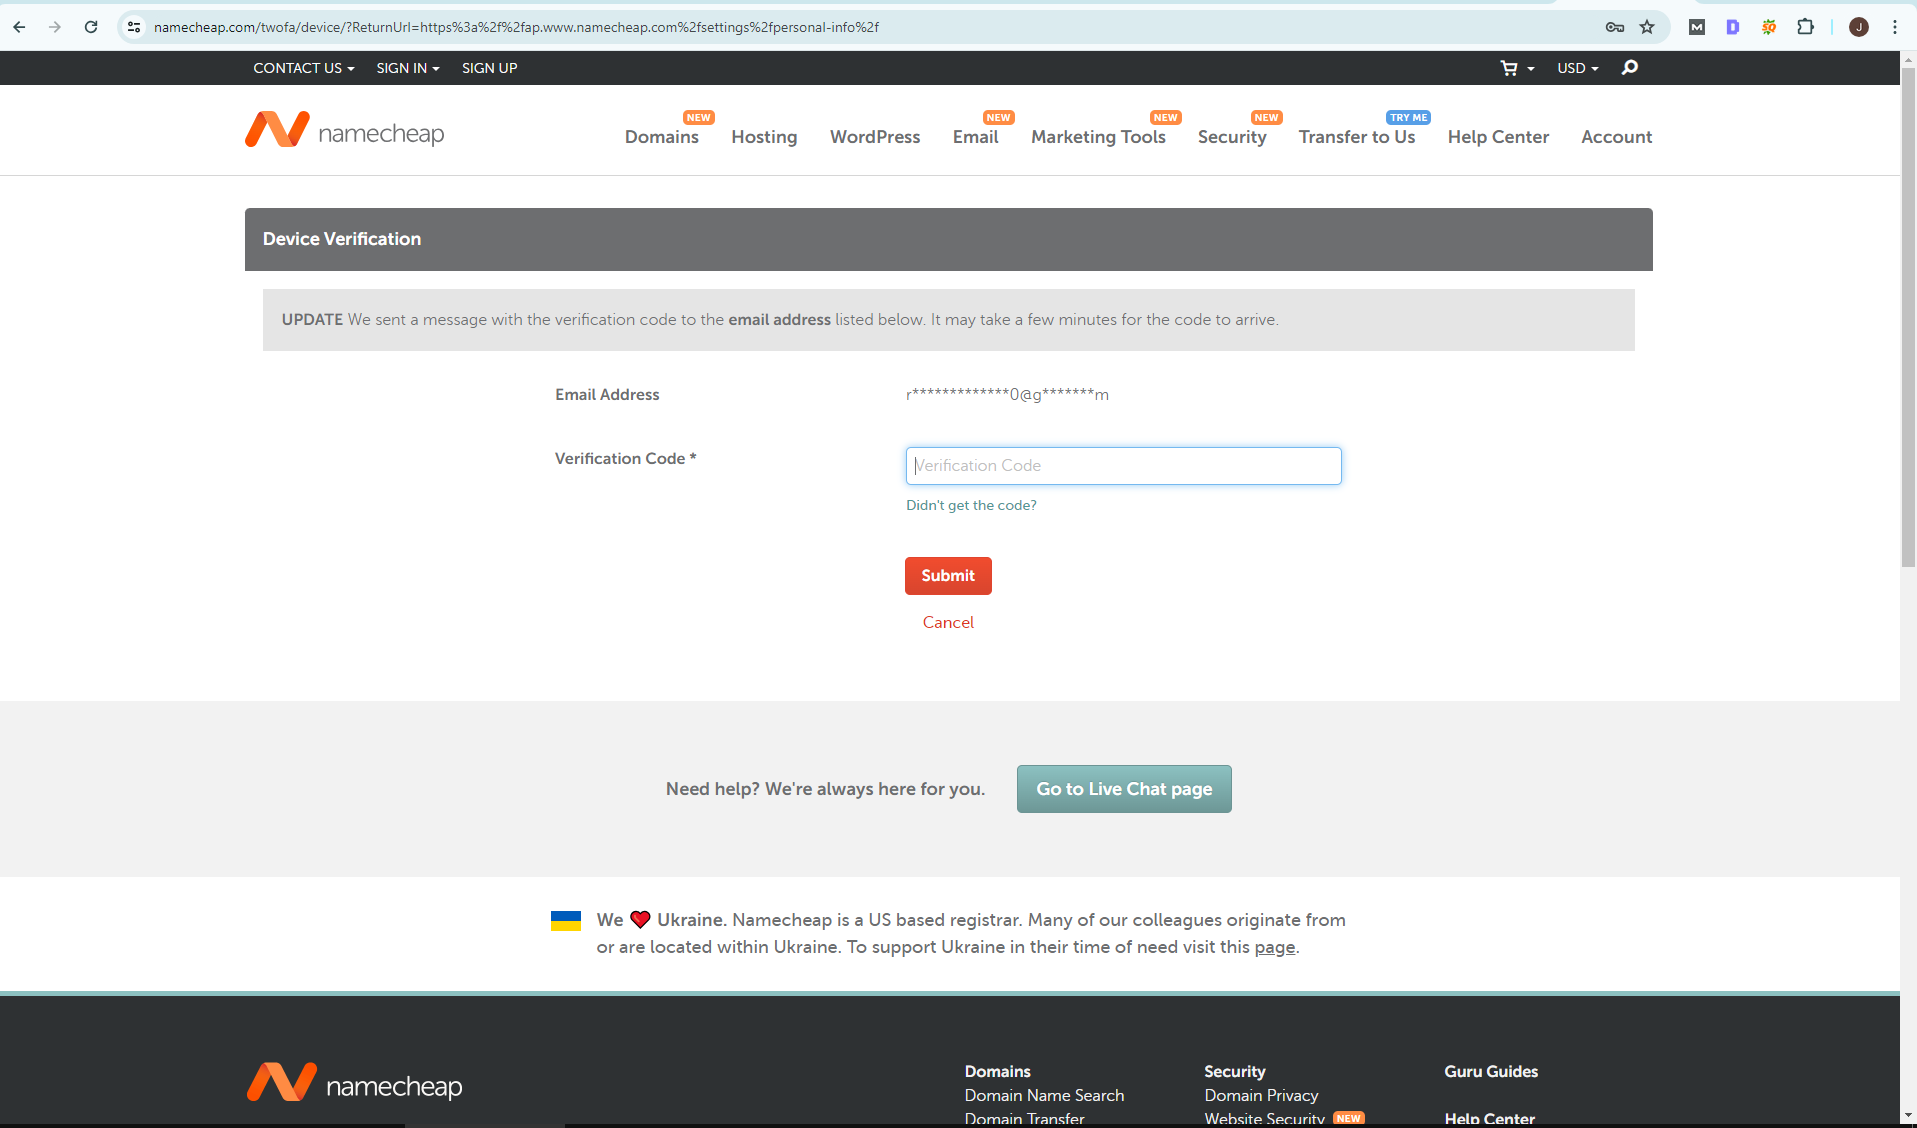 namecheap.com/twofa/device/?ReturnUrl=https%3a%2f%2fap.www.namecheap.com%2fsettings%2fpersonal-info%2f
M D SQ J
CONTACT US SIGN IN SIGN UP USD
namecheap
NEW NEW NEW NEW TRY ME
Domains Hosting WordPress Email Marketing Tools Security Transfer to Us Help Center Account
Device Verification
UPDATE We sent a message with the verification code to the email address listed below. It may take a few minutes for the code to arrive.
Email Address r*************0@g*******m
Verification Code * Verification Code
Didn't get the code?
Submit
Cancel
Need help? We're always here for you. Go to Live Chat page
We ❤ Ukraine. Namecheap is a US based registrar. Many of our colleagues originate from
or are located within Ukraine. To support Ukraine in their time of need visit this page.
namecheap
Domains Security Guru Guides
Domain Name Search Domain Privacy
Domain Transfer Website Security NEW Help Center